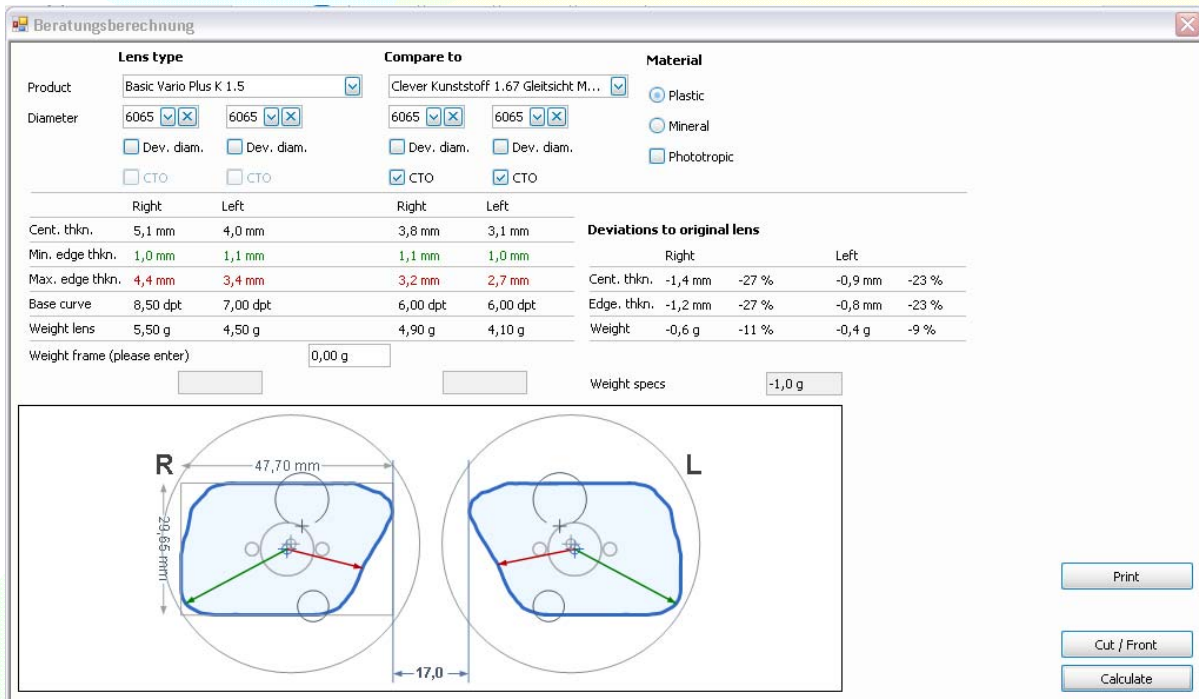 Beratungsberechnung
Lens type Compare to Material
Product Basic Vario Plus K 1.5 Clever Kunststoff 1.67 Gleitsicht M... Plastic
Diameter 6065 6065 6065 6065 Mineral
Dev. diam. Dev. diam. Dev. diam. Dev. diam. Phototropic
CTO CTO CTO CTO
Right Left Right Left
Cent. thkn. 5,1 mm 4,0 mm 3,8 mm 3,1 mm Deviations to original lens
Min. edge thkn. 1,0 mm 1,1 mm 1,1 mm 1,0 mm Right Left
Max. edge thkn. 4,4 mm 3,4 mm 3,2 mm 2,7 mm Cent. thkn. -1,4 mm -27 % -0,9 mm -23 %
Base curve 8,50 dpt 7,00 dpt 6,00 dpt 6,00 dpt Edge. thkn. -1,2 mm -27 % -0,8 mm -23 %
Weight lens 5,50 g 4,50 g 4,90 g 4,10 g Weight -0,6 g -11 % -0,4 g -9 %
Weight frame (please enter) 0,00 g
Weight specs -1,0 g
R 47,70 mm L
29,65 mm
17,0
Print
Cut / Front
Calculate